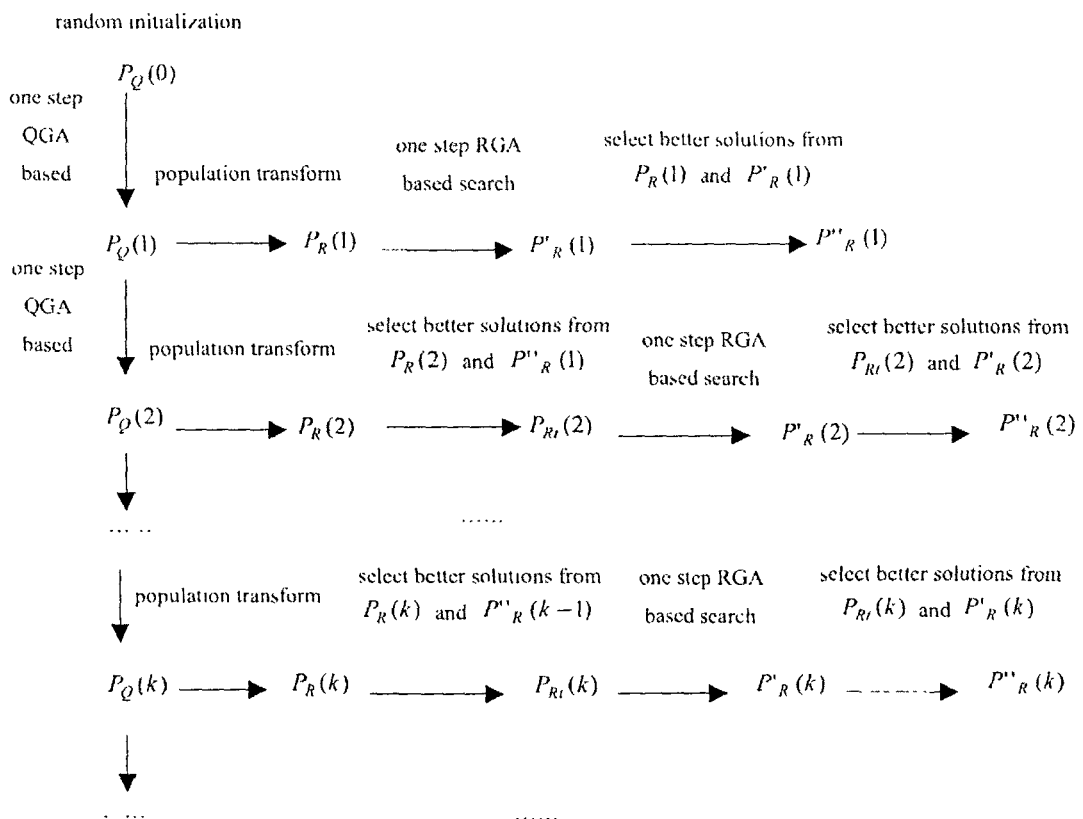 random initialization
P_Q(0)
one step
QGA
based
population transform
one step RGA
based search
select better solutions from
P_R(1) and P'_R(1)
P_Q(1)
P_R(1)
P'_R(1)
P''_R(1)
one step
QGA
based
population transform
select better solutions from
P_R(2) and P''_R(1)
one step RGA
based search
select better solutions from
P_Rt(2) and P'_R(2)
P_Q(2)
P_R(2)
P_Rt(2)
P'_R(2)
P''_R(2)
.....
......
population transform
select better solutions from
P_R(k) and P''_R(k-1)
one step RGA
based search
select better solutions from
P_Rt(k) and P'_R(k)
P_Q(k)
P_R(k)
P_Rt(k)
P'_R(k)
P''_R(k)
......